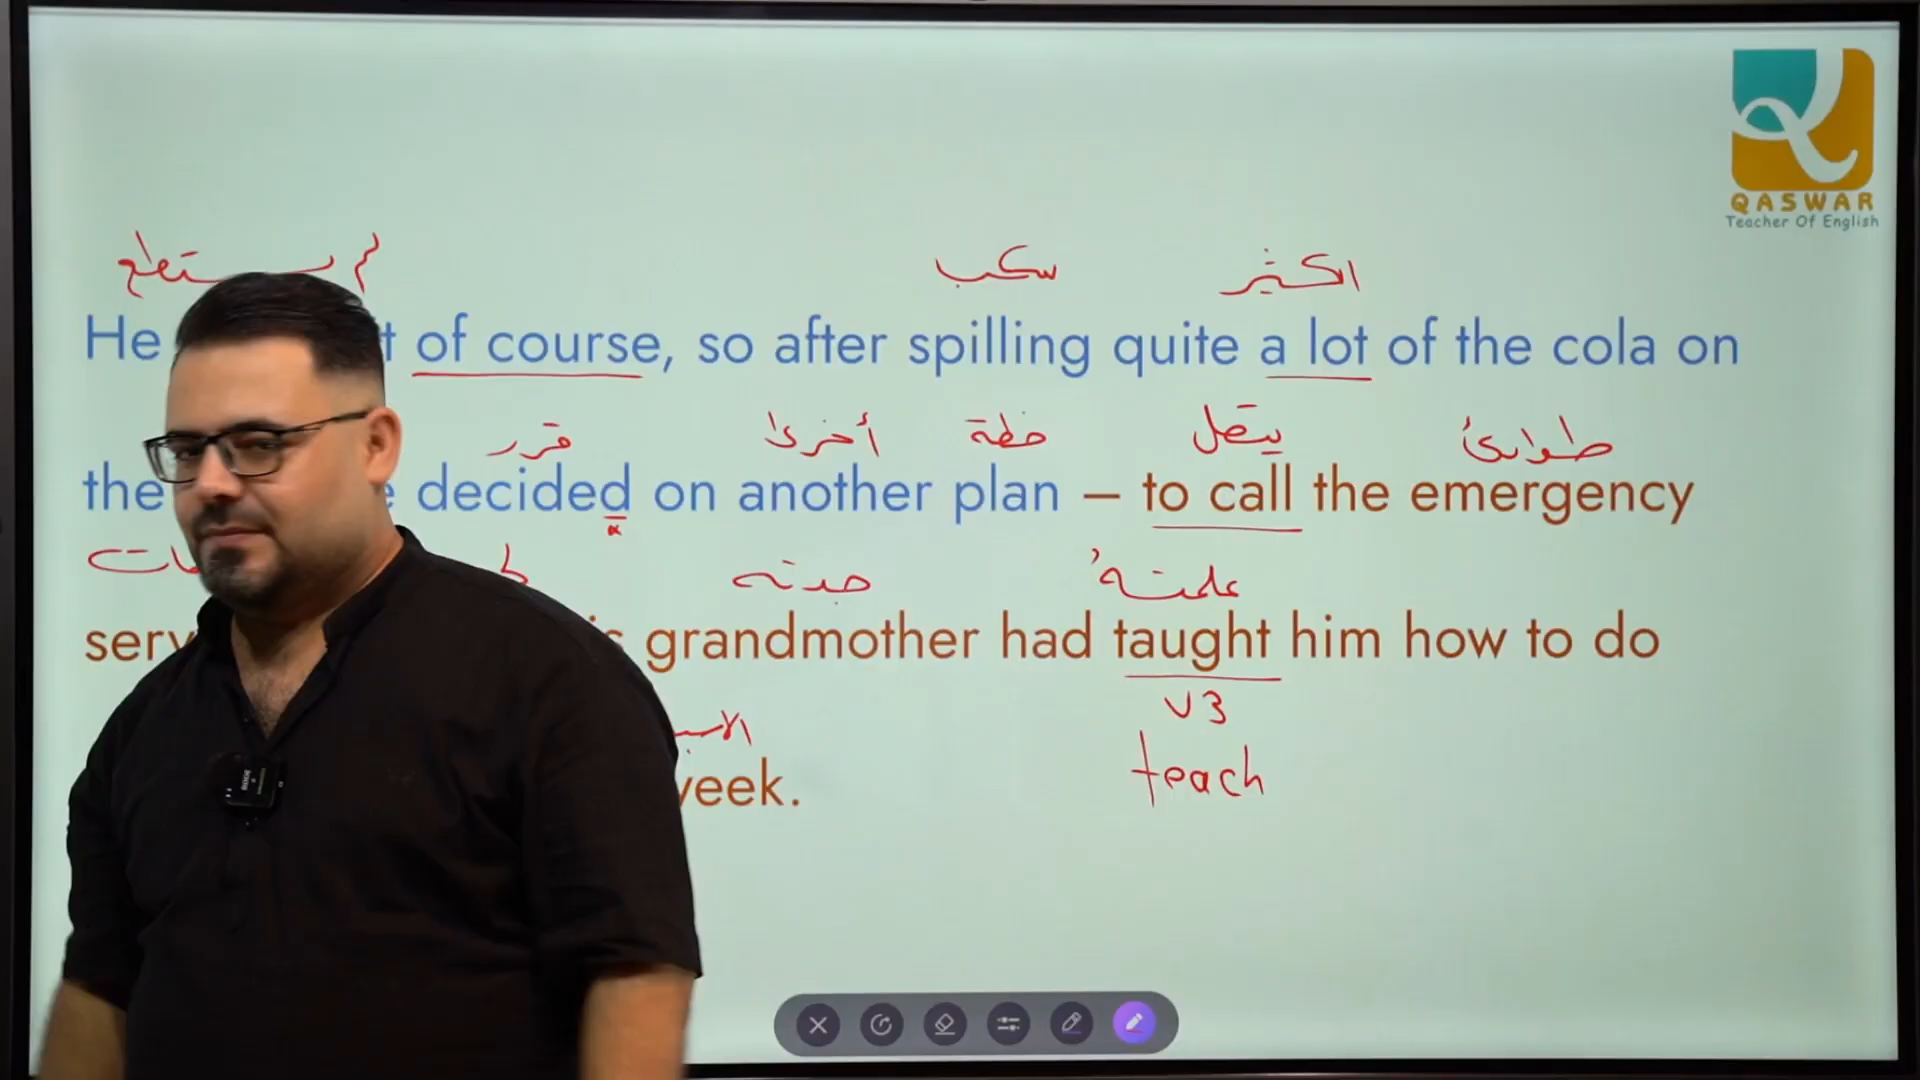 QASWAR
Teacher Of English
لم يستطع
سكب
الكثير
He t of course, so after spilling quite a lot of the cola on
قرر
أخرى
خطة
يتصل
طوارئ
the e decided on another plan – to call the emergency
جدته
علمته
serv is grandmother had taught him how to do
V3
week.
teach